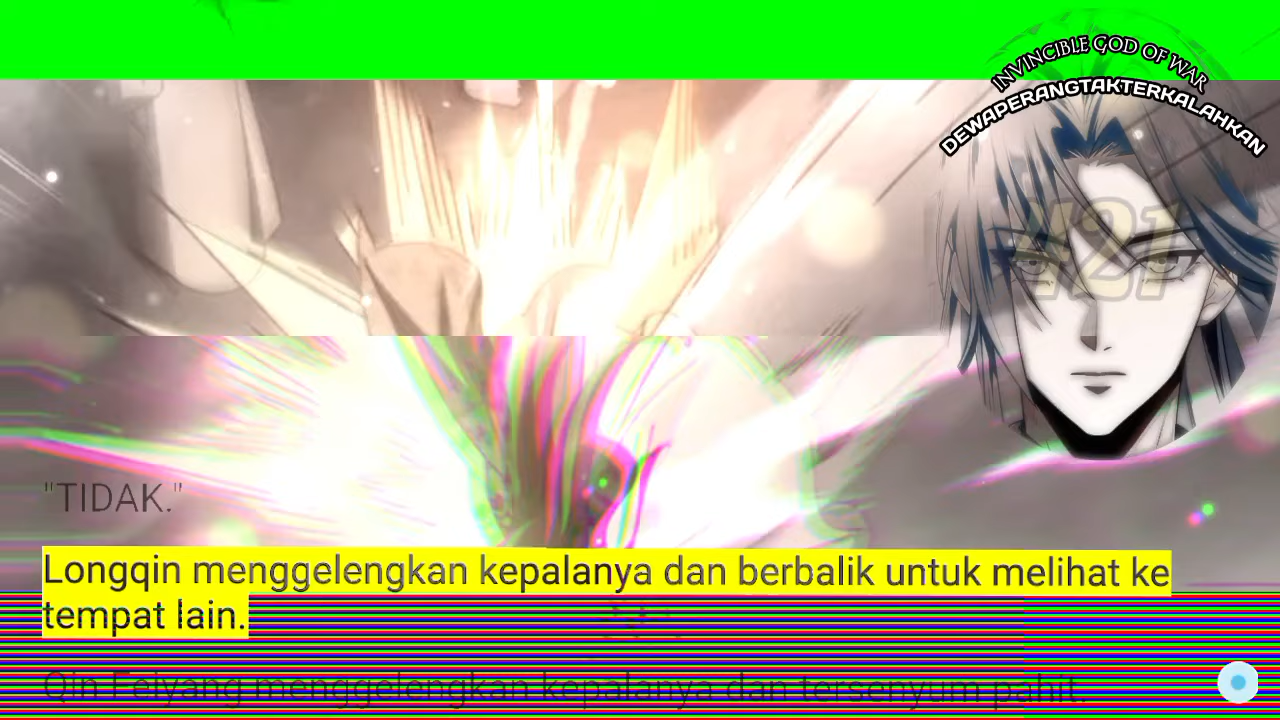 INVINCIBLE GOD OF WAR
DEWAPERANGTAKTERKALAHKAN
#21
"TIDAK."
Longqin menggelengkan kepalanya dan berbalik untuk melihat ke
tempat lain.
Qin Feiyang menggelengkan kepalanya dan tersenyum pahit.